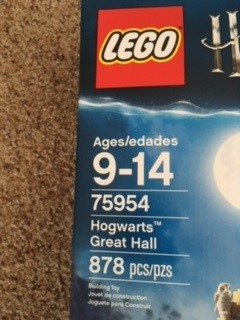 LEGO
H
Ages/edades
9-14
75954
Hogwarts™
Great Hall
878 pcs/pzs
Building Toy
Jouet de construction
Juguete para Construir